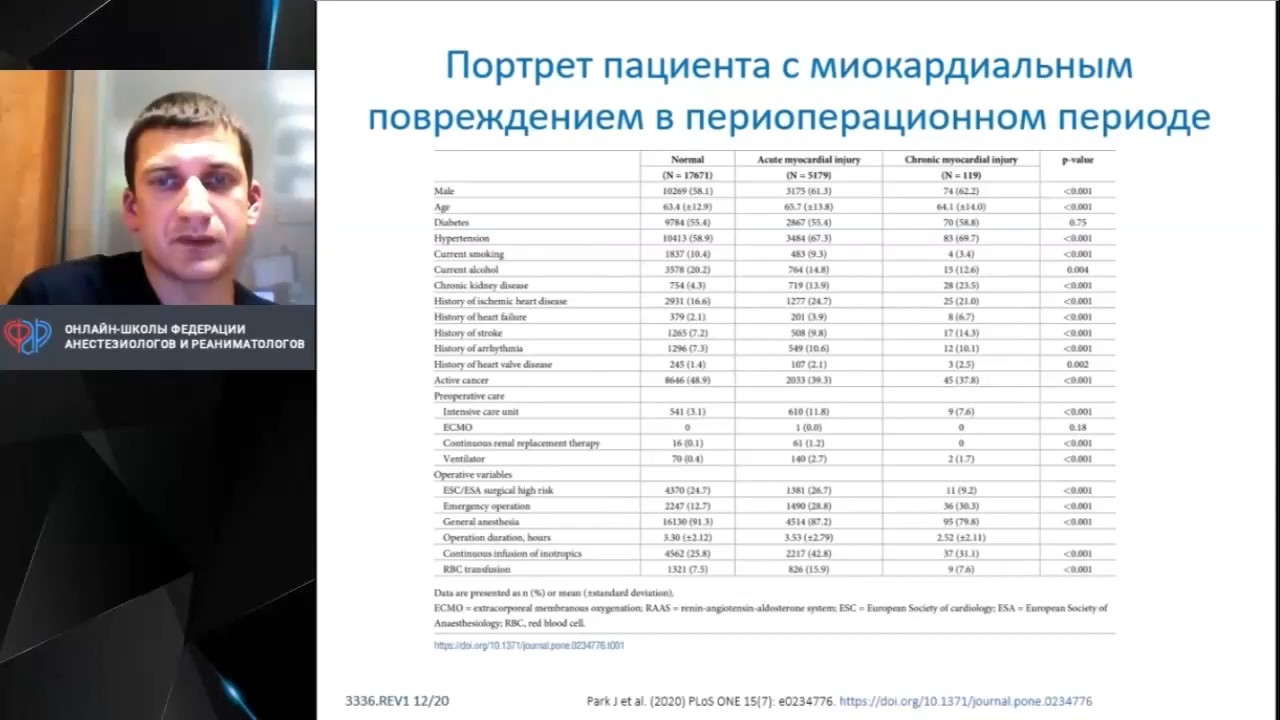 Портрет пациента с миокардиальным
повреждением в периоперационном периоде
ОНЛАЙН-ШКОЛЫ ФЕДЕРАЦИИ
АНЕСТЕЗИОЛОГОВ И РЕАНИМАТОЛОГОВ
Normal Acute myocardial injury Chronic myocardial injury p-value
(N = 17671) (N = 5179) (N = 119)
Male 10269 (58.1) 3175 (61.3) 74 (62.2) <0.001
Age 63.4 (±12.9) 65.7 (±13.8) 64.1 (±14.0) <0.001
Diabetes 9784 (55.4) 2867 (55.4) 70 (58.8) 0.75
Hypertension 10413 (58.9) 3484 (67.3) 83 (69.7) <0.001
Current smoking 1837 (10.4) 483 (9.3) 4 (3.4) <0.001
Current alcohol 3578 (20.2) 764 (14.8) 15 (12.6) 0.004
Chronic kidney disease 754 (4.3) 719 (13.9) 28 (23.5) <0.001
History of ischemic heart disease 2931 (16.6) 1277 (24.7) 25 (21.0) <0.001
History of heart failure 379 (2.1) 201 (3.9) 8 (6.7) <0.001
History of stroke 1265 (7.2) 508 (9.8) 17 (14.3) <0.001
History of arrhythmia 1296 (7.3) 549 (10.6) 12 (10.1) <0.001
History of heart valve disease 245 (1.4) 107 (2.1) 3 (2.5) 0.002
Active cancer 8646 (48.9) 2033 (39.3) 45 (37.8) <0.001
Preoperative care
Intensive care unit 541 (3.1) 610 (11.8) 9 (7.6) <0.001
ECMO 0 1 (0.0) 0 0.18
Continuous renal replacement therapy 16 (0.1) 61 (1.2) 0 <0.001
Ventilator 70 (0.4) 140 (2.7) 2 (1.7) <0.001
Operative variables
ESC/ESA surgical high risk 4370 (24.7) 1381 (26.7) 11 (9.2) <0.001
Emergency operation 2247 (12.7) 1490 (28.8) 36 (30.3) <0.001
General anesthesia 16130 (91.3) 4514 (87.2) 95 (79.8) <0.001
Operation duration, hours 3.30 (±2.12) 3.53 (±2.79) 2.52 (±2.11)
Continuous infusion of inotropics 4562 (25.8) 2217 (42.8) 37 (31.1) <0.001
RBC transfusion 1321 (7.5) 826 (15.9) 9 (7.6) <0.001
Data are presented as n (%) or mean (±standard deviation).
ECMO = extracorporeal membranous oxygenation; RAAS = renin-angiotensin-aldosterone system; ESC = European Society of cardiology; ESA = European Society of
Anaesthesiology; RBC, red blood cell.
https://doi.org/10.1371/journal.pone.0234776.t001
3336.REV1 12/20 Park J et al. (2020) PLoS ONE 15(7): e0234776. https://doi.org/10.1371/journal.pone.0234776